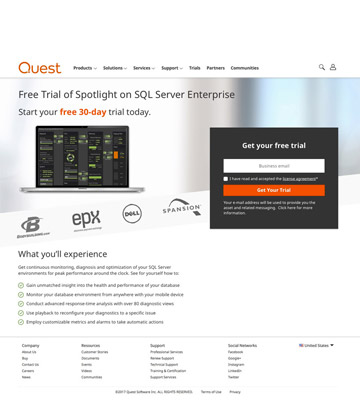 Quest
Products Solutions Services Support Trials Partners Communities
Free Trial of Spotlight on SQL Server Enterprise
Start your free 30-day trial today.
Get your free trial
Business email
I have read and accepted the license agreement*
Get Your Trial
Your e-mail address will be used to provide you the
asset and related messaging. Click here for more
information.
epx
DELL
SPANSION
What you'll experience
Get continuous monitoring, diagnosis and optimization of your SQL Server
environments for peak performance around the clock. See for yourself how to:
Gain unmatched insight into the health and performance of your database
Monitor your database environment from anywhere with your mobile device
Conduct advanced response-time analysis with over 80 diagnostic views
Use playback to reconfigure your diagnostics to a specific issue
Employ customizable metrics and alarms to take automatic actions
Company Resources Support Social Networks United States
About Us Customer Stories Professional Services Facebook
Buy Documents Renew Support Google+
Contact Us Events Technical Support Instagram
Careers Videos Training & Certification LinkedIn
News Communities Support Services Twitter
©2017 Quest Software Inc. ALL RIGHTS RESERVED. Terms of Use Privacy